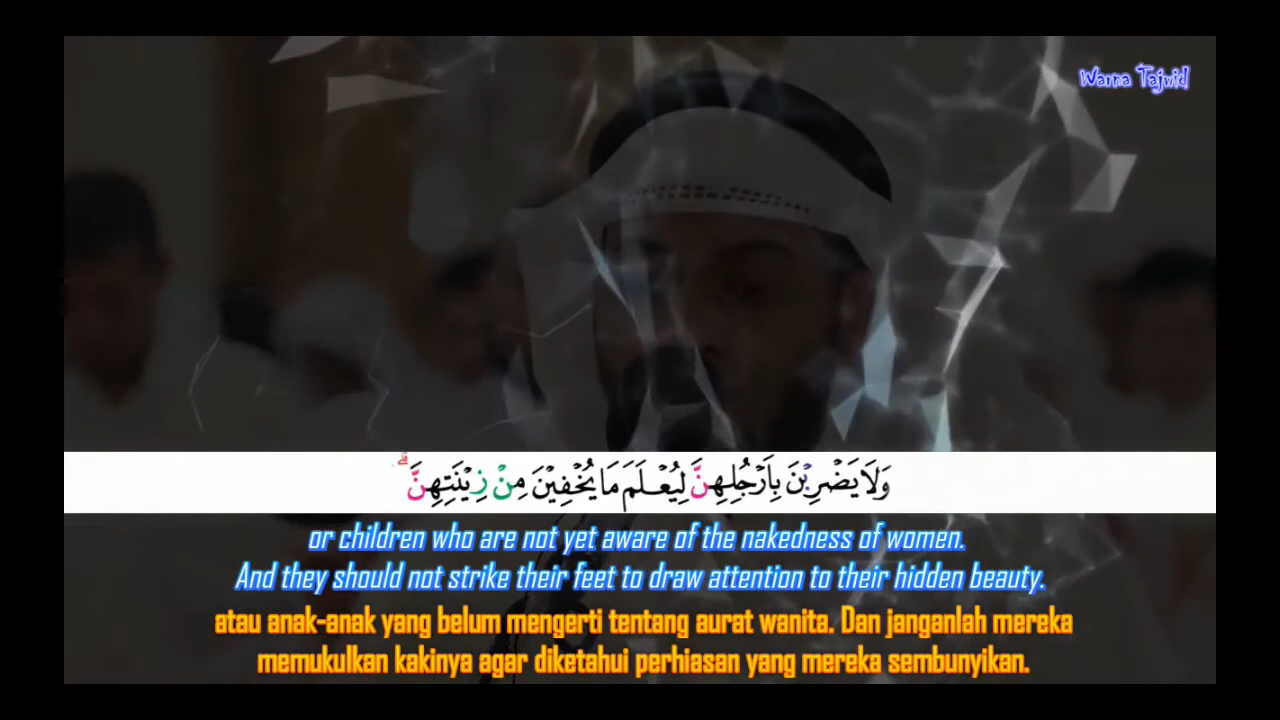 Warna Tajwid
وَلَا يَضْرِبْنَ بِاَرْجُلِهِنَّ لِيُعْلَمَ مَا يُخْفِيْنَ مِنْ زِيْنَتِهِنَّۗ
or children who are not yet aware of the nakedness of women.
And they should not strike their feet to draw attention to their hidden beauty.
atau anak-anak yang belum mengerti tentang aurat wanita. Dan janganlah mereka
memukulkan kakinya agar diketahui perhiasan yang mereka sembunyikan.